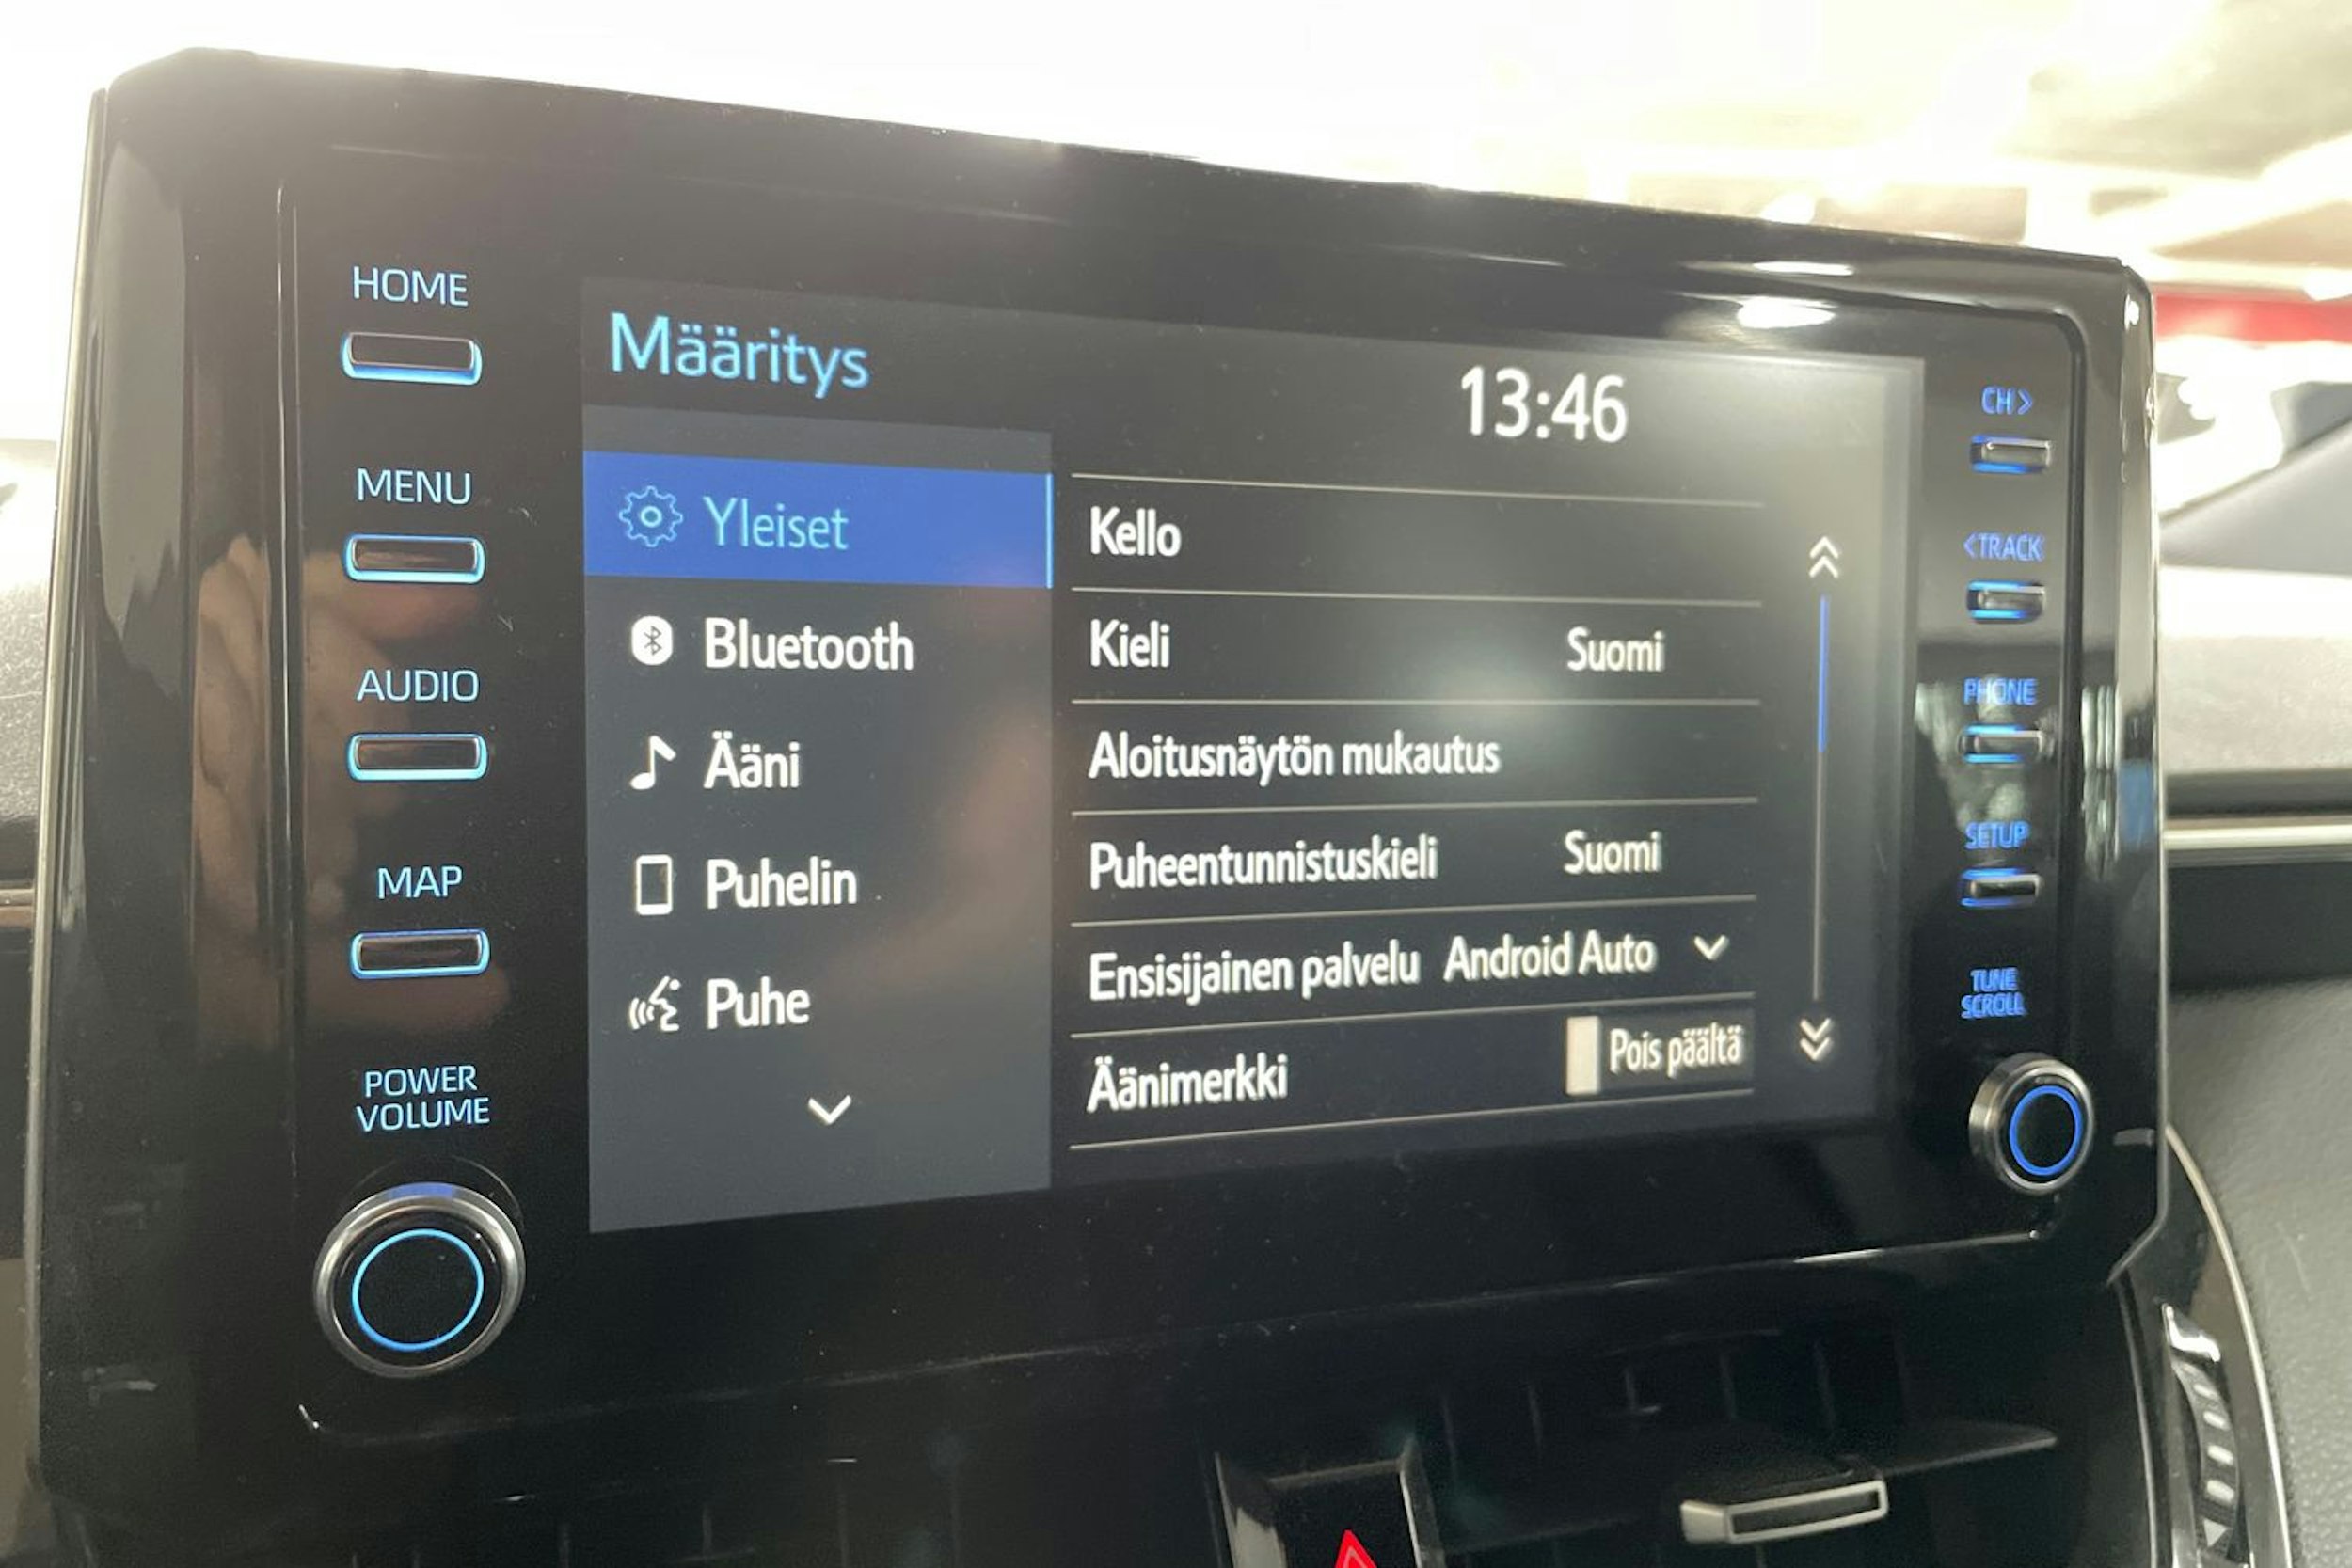 HOME
MENU
AUDIO
MAP
POWER
VOLUME
Määritys
13:46
Yleiset
Bluetooth
Ääni
Puhelin
Puhe
Kello
Kieli Suomi
Aloitusnäytön mukautus
Puheentunnistuskieli Suomi
Ensisijainen palvelu Android Auto
Äänimerkki Pois päältä
CH>
<TRACK
PHONE
SETUP
TUNE
SCROLL